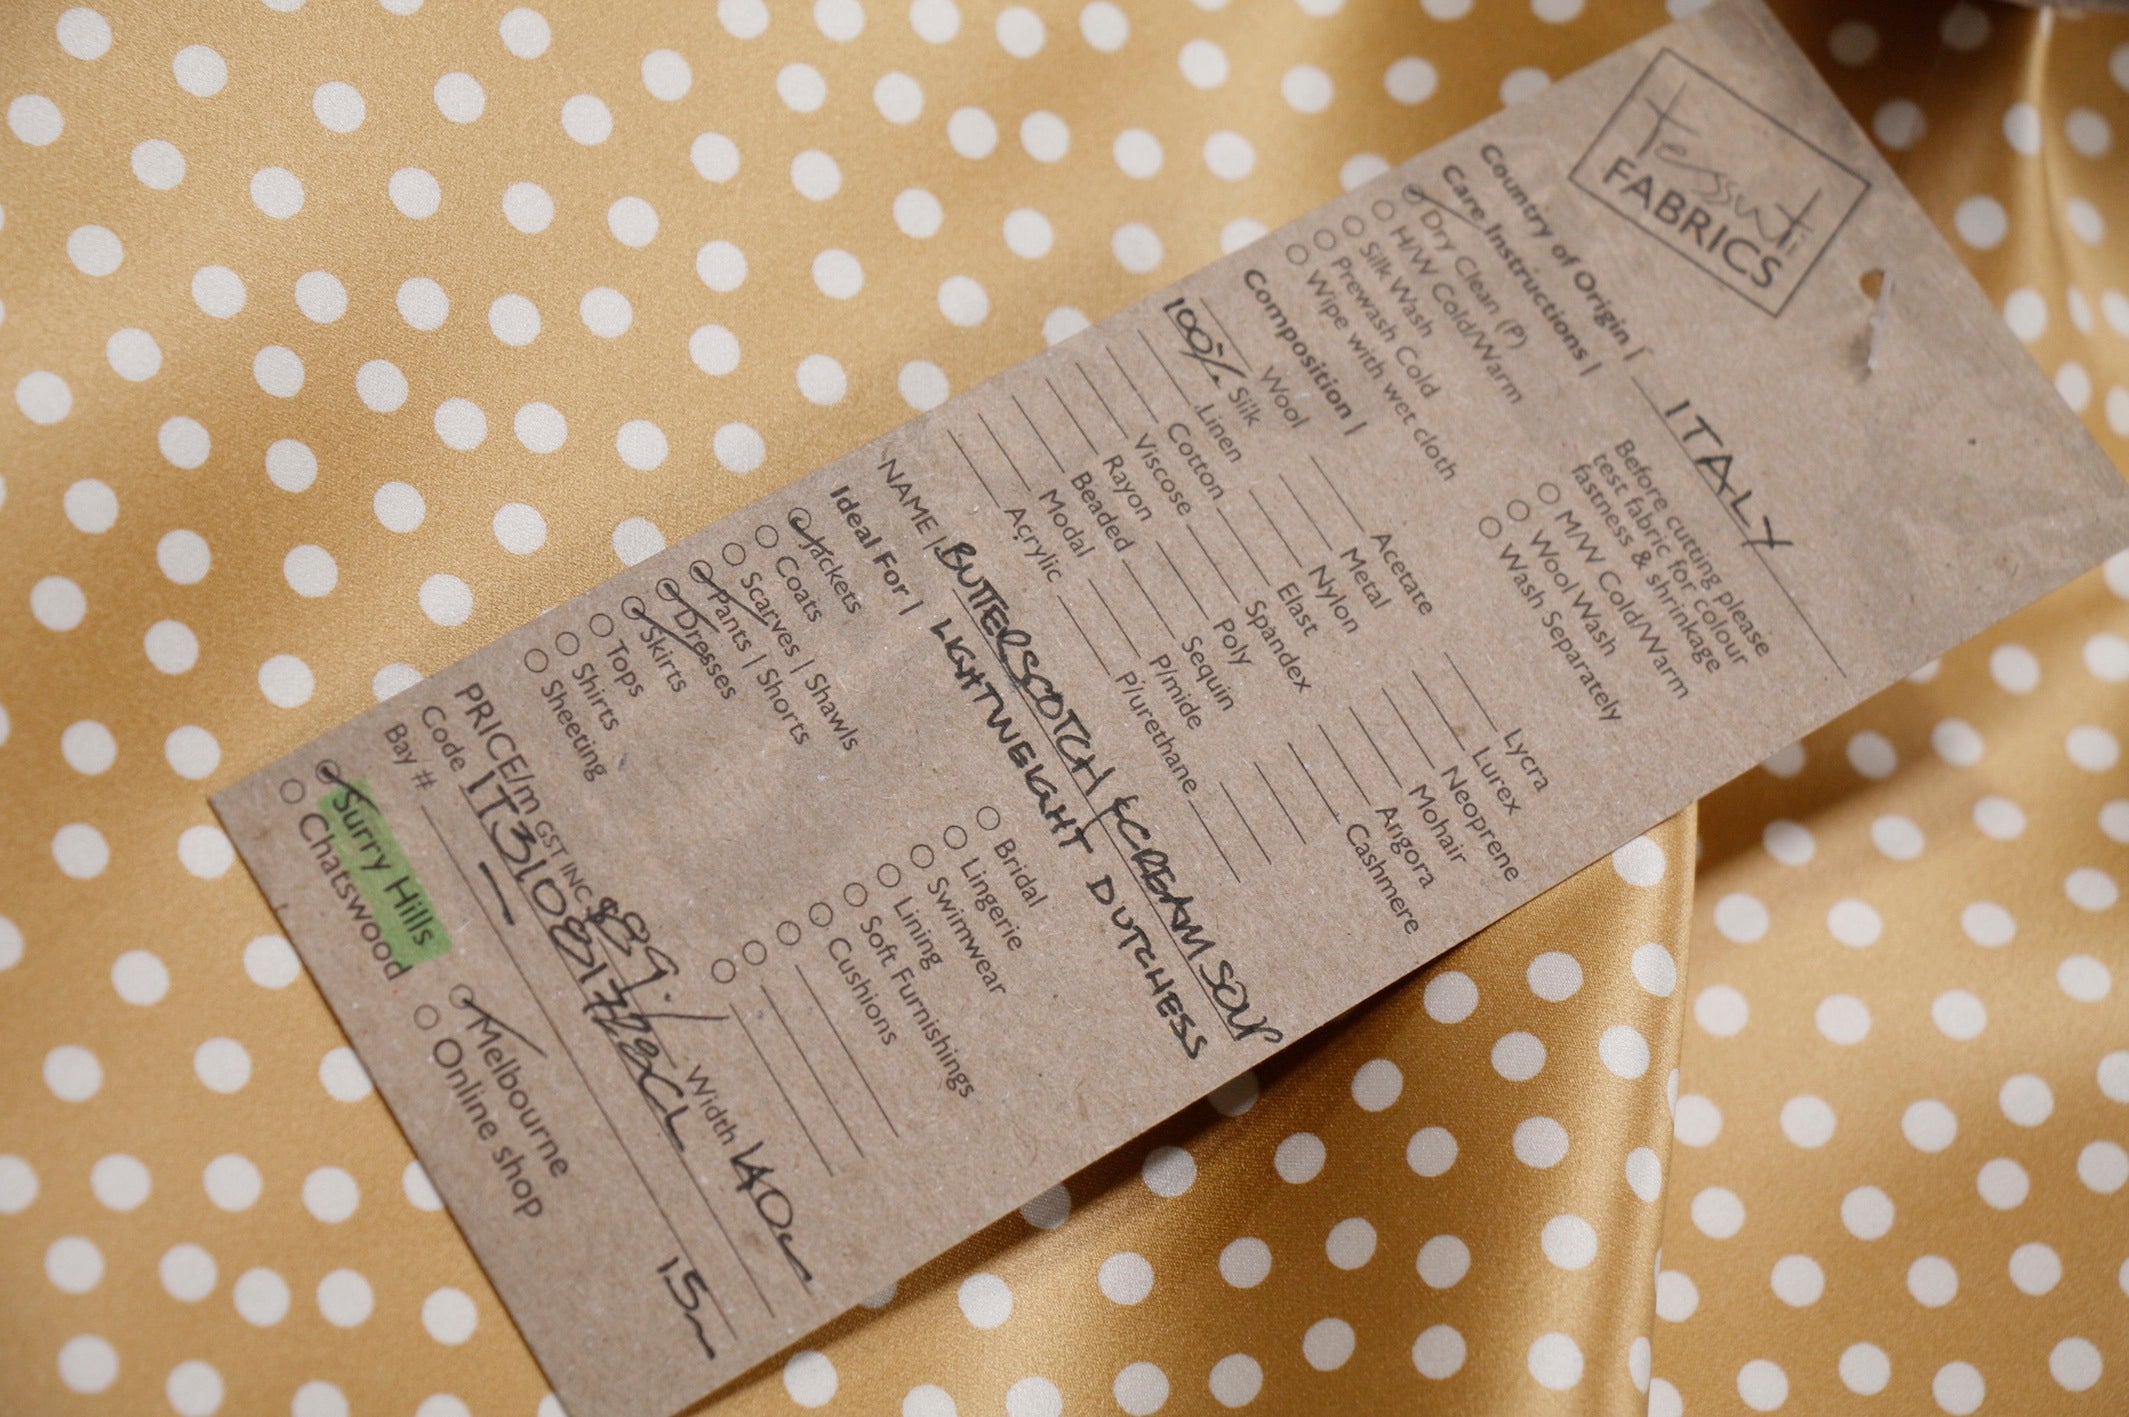 tessuti
FABRICS
Country of Origin | ITALY
Care Instructions |
Dry Clean (P)
H/W Cold/Warm
Silk Wash
Prewash Cold
Wipe with wet cloth
Before cutting please
test fabric for colour
fastness & shrinkage
M/W Cold/Warm
Wool Wash
Wash Separately
Composition |
Wool
100% Silk
Linen
Cotton
Viscose
Rayon
Beaded
Modal
Acrylic
Acetate
Metal
Nylon
Elast
Spandex
Poly
Sequin
P/mide
P/urethane
Lycra
Lurex
Neoprene
Mohair
Angora
Cashmere
NAME | BUTTERSCOTCH & CREAM SOUP
LIGHTWEIGHT DUTCHESS
Ideal For |
Jackets
Coats
Scarves | Shawls
Pants | Shorts
Dresses
Skirts
Tops
Shirts
Sheeting
Bridal
Lingerie
Swimwear
Lining
Soft Furnishings
Cushions
PRICE/m GST INC. $89./ Width 140c
Code
Bay #
15m
Surry Hills
Chatswood
Melbourne
Online shop